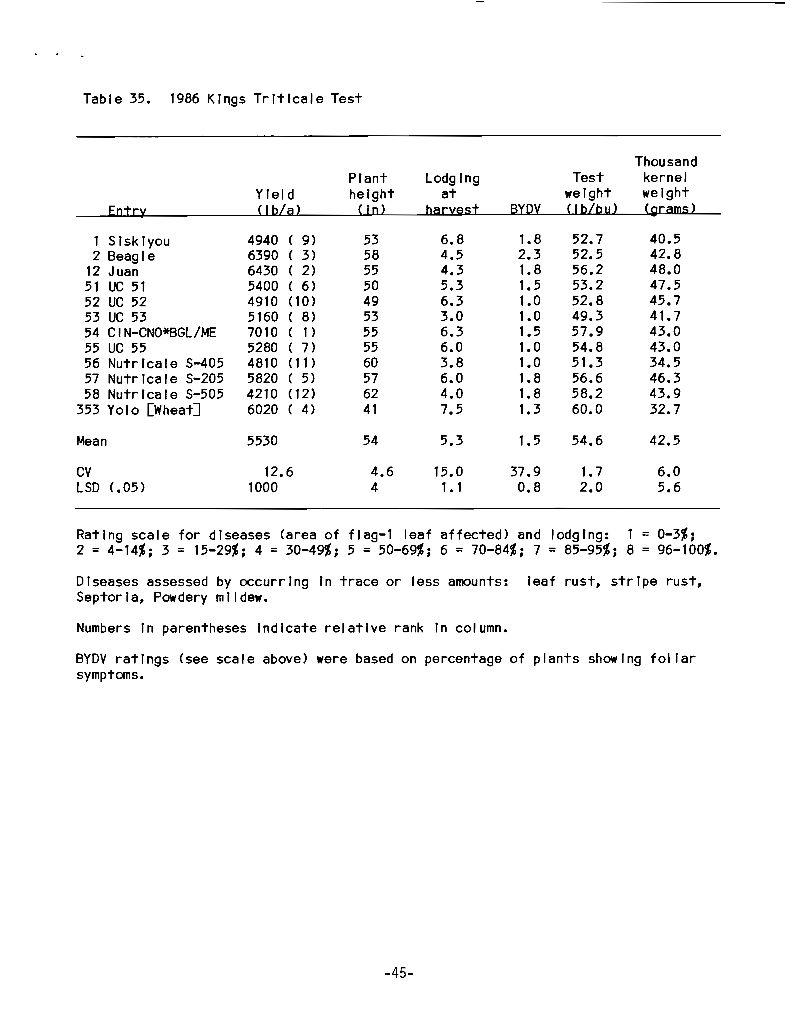 Table 35. 1986 Kings Triticale Test
Thousand
Plant Lodging Test kernel
Yield height at weight weight
Entry (lb/a) (in) harvest BYDV (lb/bu) (grams)
1 Siskiyou 4940 ( 9) 53 6.8 1.8 52.7 40.5
2 Beagle 6390 ( 3) 58 4.5 2.3 52.5 42.8
12 Juan 6430 ( 2) 55 4.3 1.8 56.2 48.0
51 UC 51 5400 ( 6) 50 5.3 1.5 53.2 47.5
52 UC 52 4910 (10) 49 6.3 1.0 52.8 45.7
53 UC 53 5160 ( 8) 53 3.0 1.0 49.3 41.7
54 CIN-CNO*BGL/ME 7010 ( 1) 55 6.3 1.5 57.9 43.0
55 UC 55 5280 ( 7) 55 6.0 1.0 54.8 43.0
56 Nutricale S-405 4810 (11) 60 3.8 1.0 51.3 34.5
57 Nutricale S-205 5820 ( 5) 57 6.0 1.8 56.6 46.3
58 Nutricale S-505 4210 (12) 62 4.0 1.8 58.2 43.9
353 Yolo [Wheat] 6020 ( 4) 41 7.5 1.3 60.0 32.7
Mean 5530 54 5.3 1.5 54.6 42.5
CV 12.6 4.6 15.0 37.9 1.7 6.0
LSD (.05) 1000 4 1.1 0.8 2.0 5.6
Rating scale for diseases (area of flag-1 leaf affected) and lodging: 1 = 0-3%;
2 = 4-14%; 3 = 15-29%; 4 = 30-49%; 5 = 50-69%; 6 = 70-84%; 7 = 85-95%; 8 = 96-100%.
Diseases assessed by occurring in trace or less amounts: leaf rust, stripe rust,
Septoria, Powdery mildew.
Numbers in parentheses indicate relative rank in column.
BYDV ratings (see scale above) were based on percentage of plants showing foliar
symptoms.
-45-